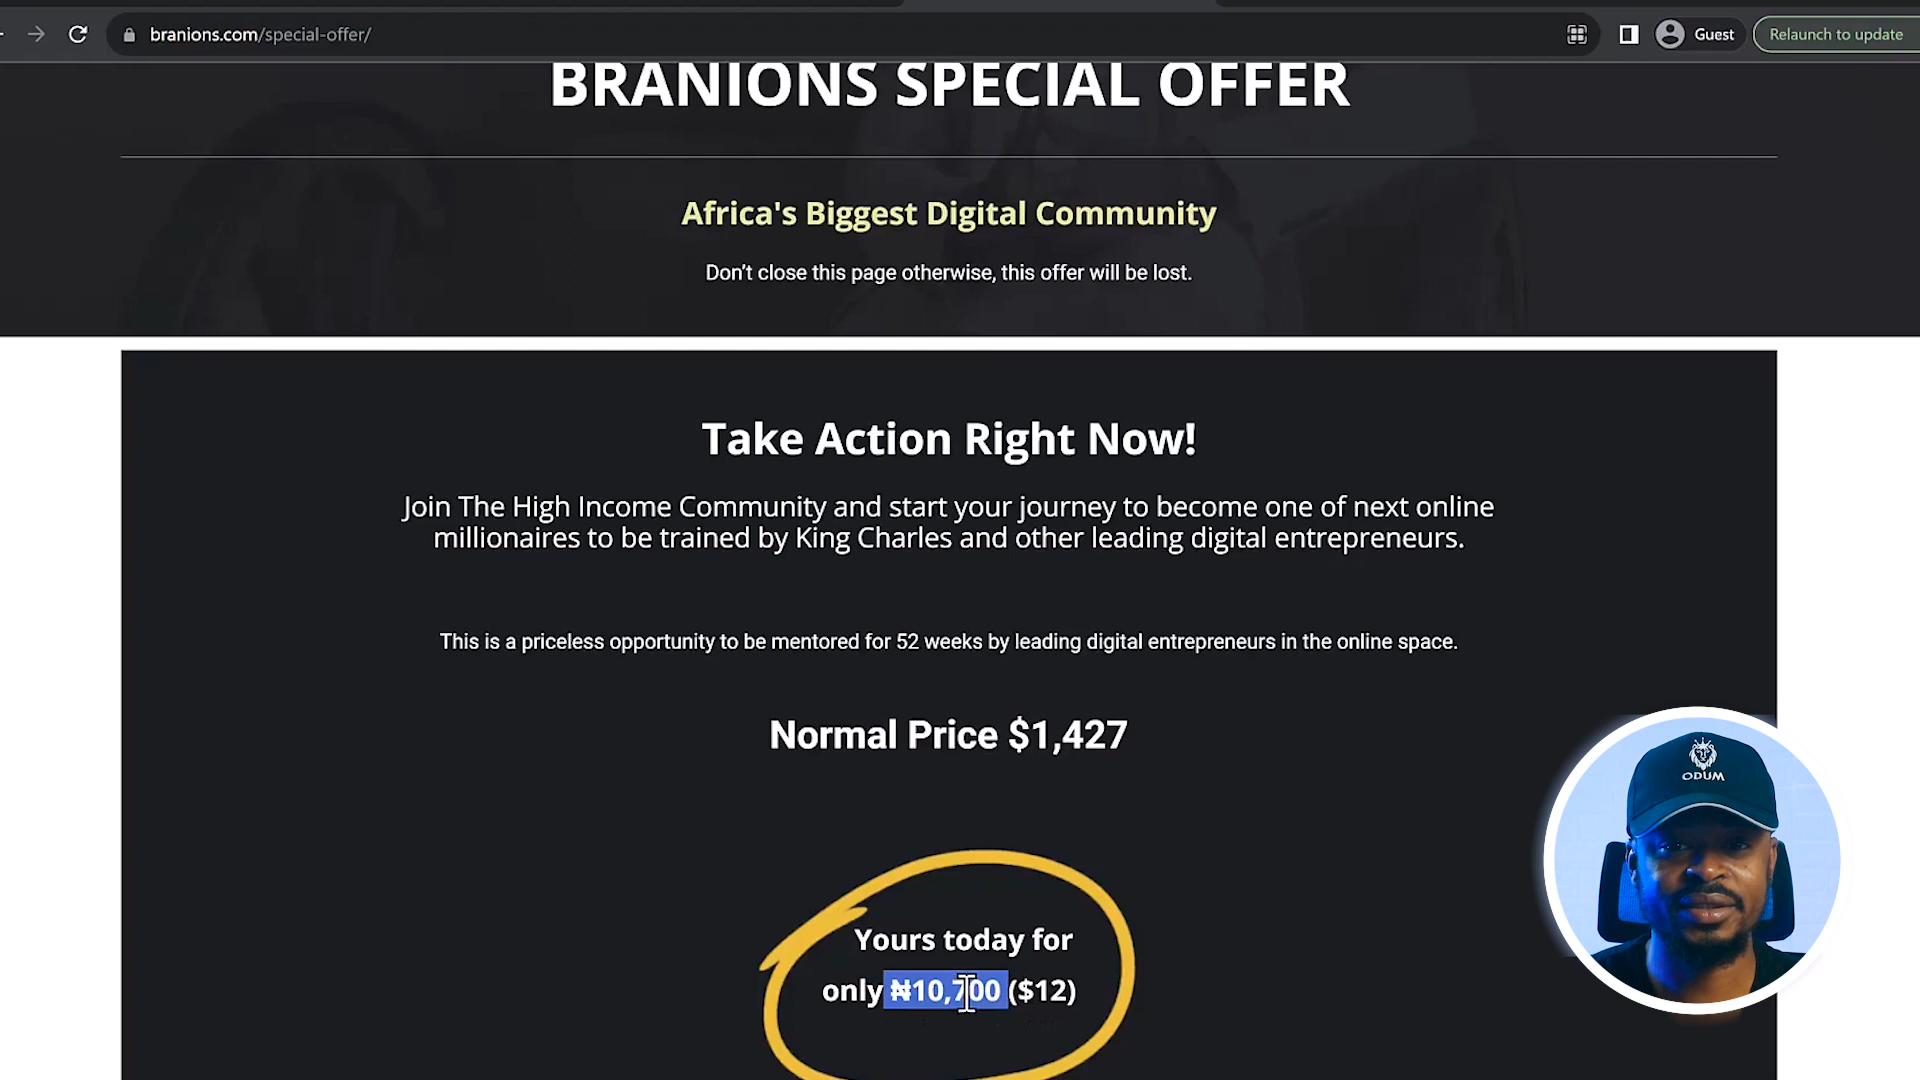 branions.com/special-offer/
Guest
Relaunch to update
BRANIONS SPECIAL OFFER
Africa's Biggest Digital Community
Don't close this page otherwise, this offer will be lost.
Take Action Right Now!
Join The High Income Community and start your journey to become one of next online
millionaires to be trained by King Charles and other leading digital entrepreneurs.
This is a priceless opportunity to be mentored for 52 weeks by leading digital entrepreneurs in the online space.
Normal Price $1,427
Yours today for
only ₦10,700 ($12)
ODUM